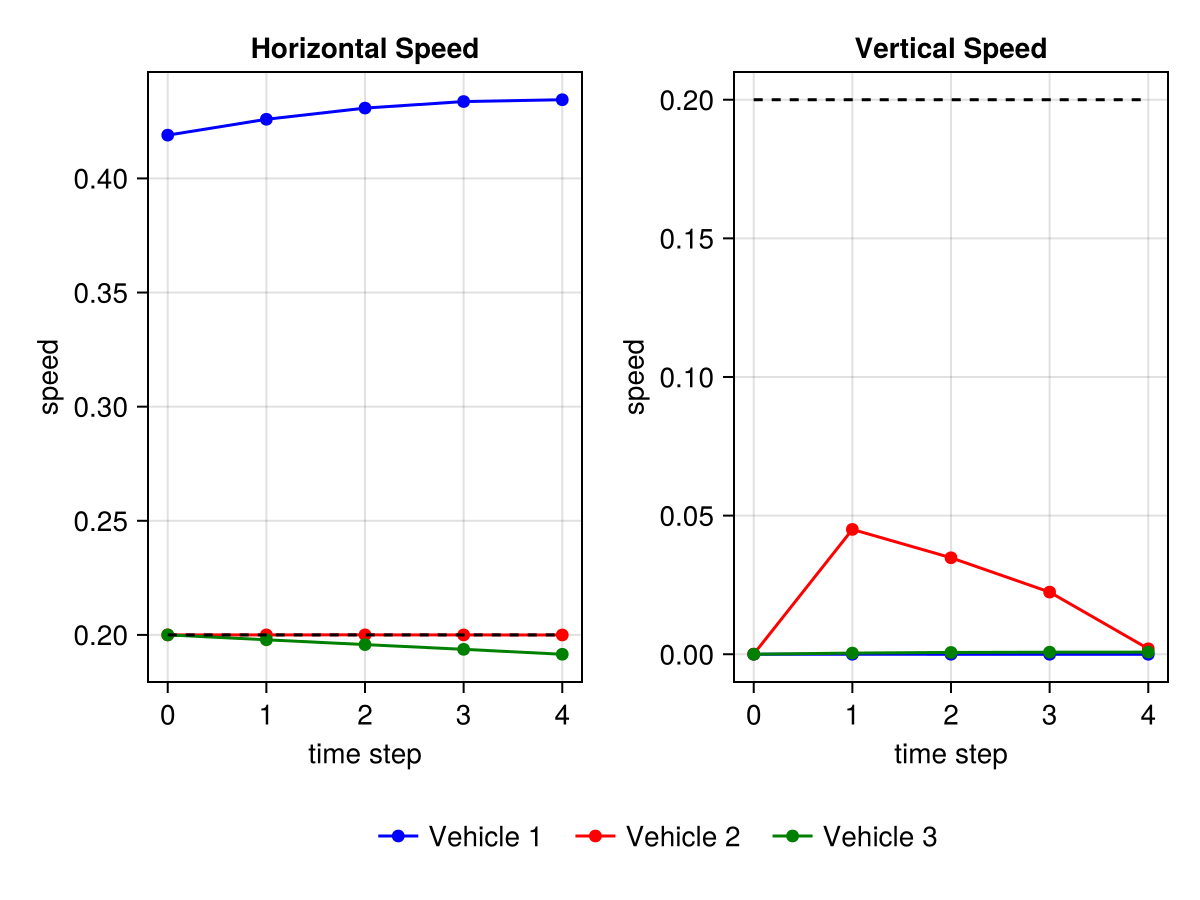 Horizontal Speed
speed
0.40
0.35
0.30
0.25
0.20
0
1
2
3
4
time step
Vertical Speed
speed
0.20
0.15
0.10
0.05
0.00
0
1
2
3
4
time step
Vehicle 1
Vehicle 2
Vehicle 3